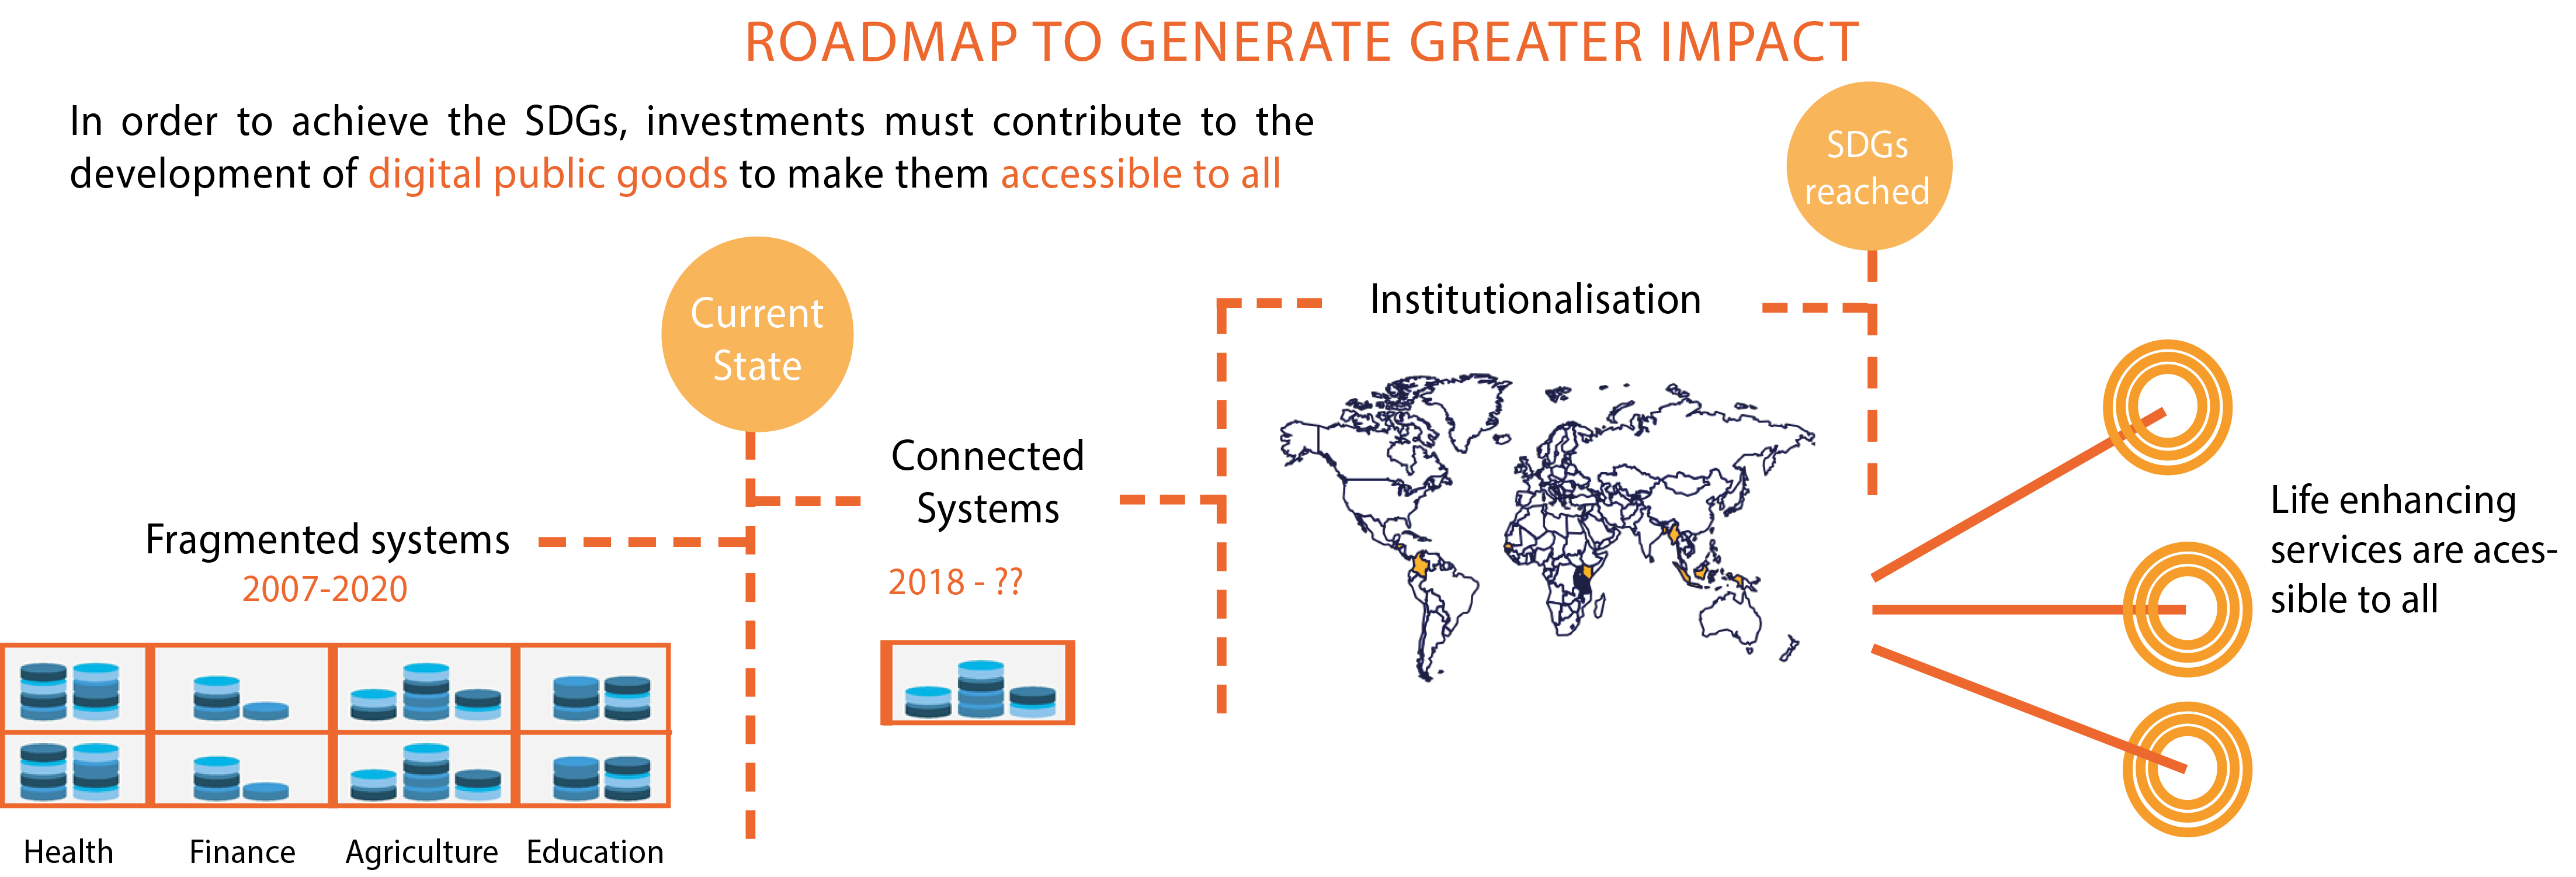 ROADMAP TO GENERATE GREATER IMPACT
In order to achieve the SDGs, investments must contribute to the
development of digital public goods to make them accessible to all
SDGs
reached
Current
State
Institutionalisation
Connected
Systems
2018 - ??
Fragmented systems
2007-2020
Health
Finance
Agriculture
Education
Life enhancing
services are aces-
sible to all